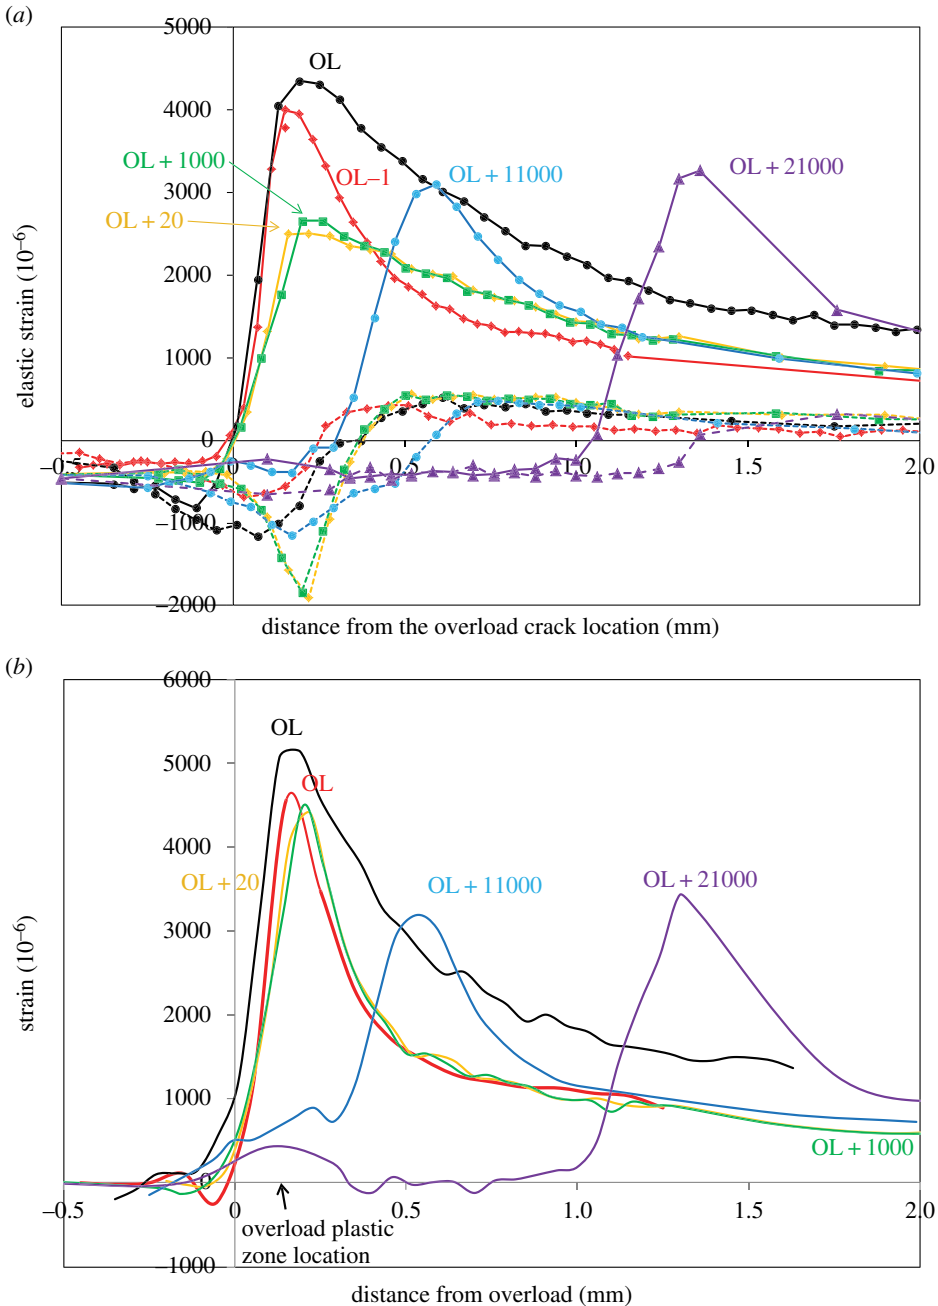 (a)
5000
OL
4000
OL + 1000
OL–1
OL + 11000
OL + 21000
3000
OL + 20
2000
elastic strain (10–6)
1000
0
–0
0.5
1.5
2.0
–1000
–2000
distance from the overload crack location (mm)
(b)
6000
OL
5000
OL
4000
OL + 20
OL + 11000
OL + 21000
3000
strain (10–6)
2000
1000
OL + 1000
0
–0.5
0
0.5
1.0
1.5
2.0
overload plastic
zone location
–1000
distance from overload (mm)